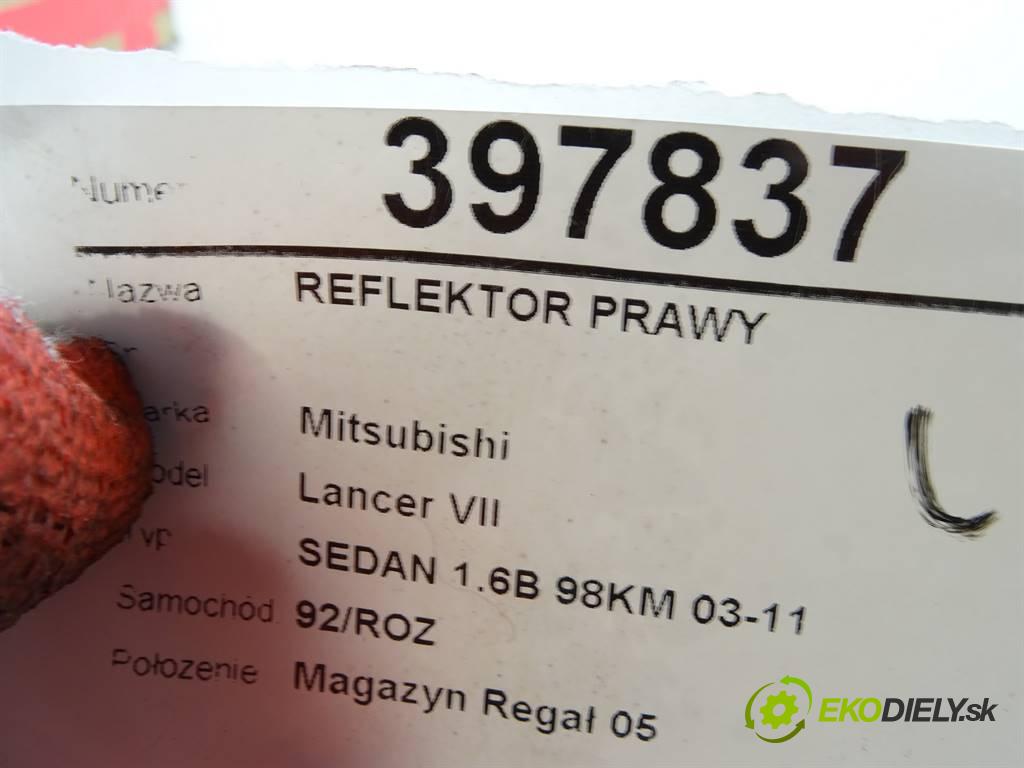 Numer 397837
Nazwa REFLEKTOR PRAWY
Mitsubishi
Lancer VII
Typ SEDAN 1.6B 98KM 03-11
Samochód 92/ROZ
Położenie Magazyn Regał 05
EKODIELY.sk